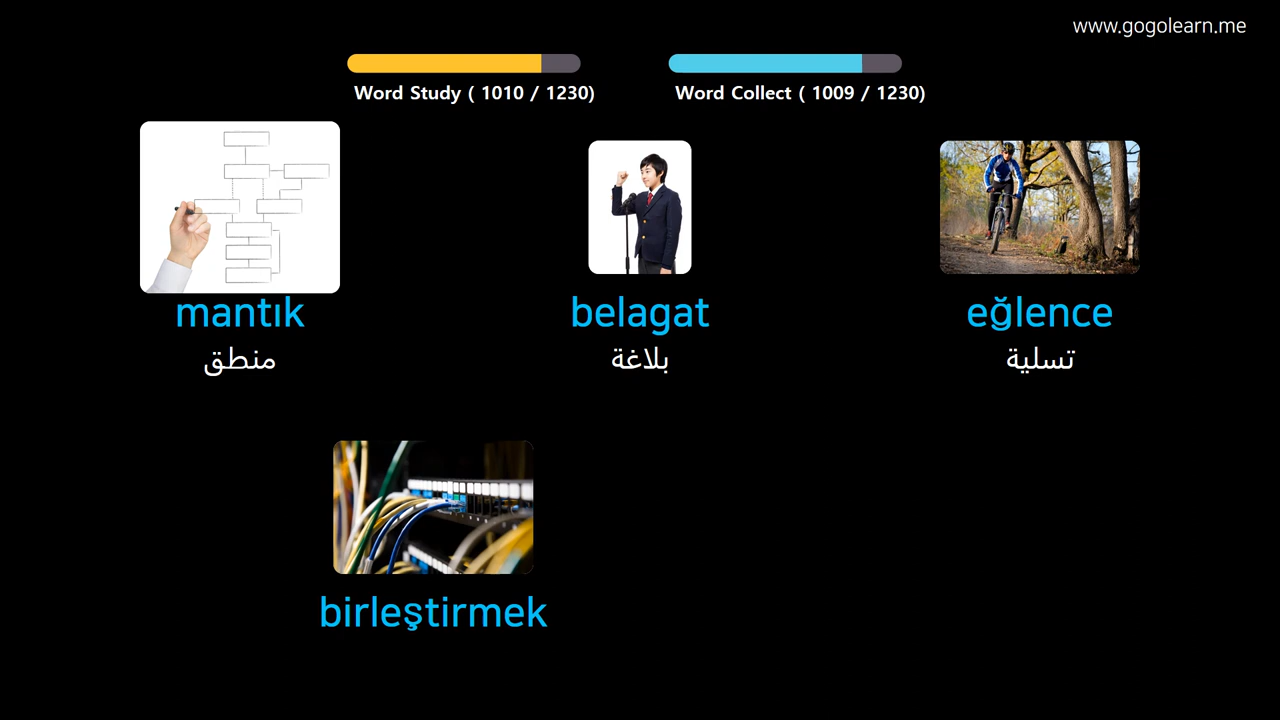 www.gogolearn.me
Word Study ( 1010 / 1230)
Word Collect ( 1009 / 1230)
mantık
belagat
eğlence
منطق
بلاغة
تسلية
birleştirmek